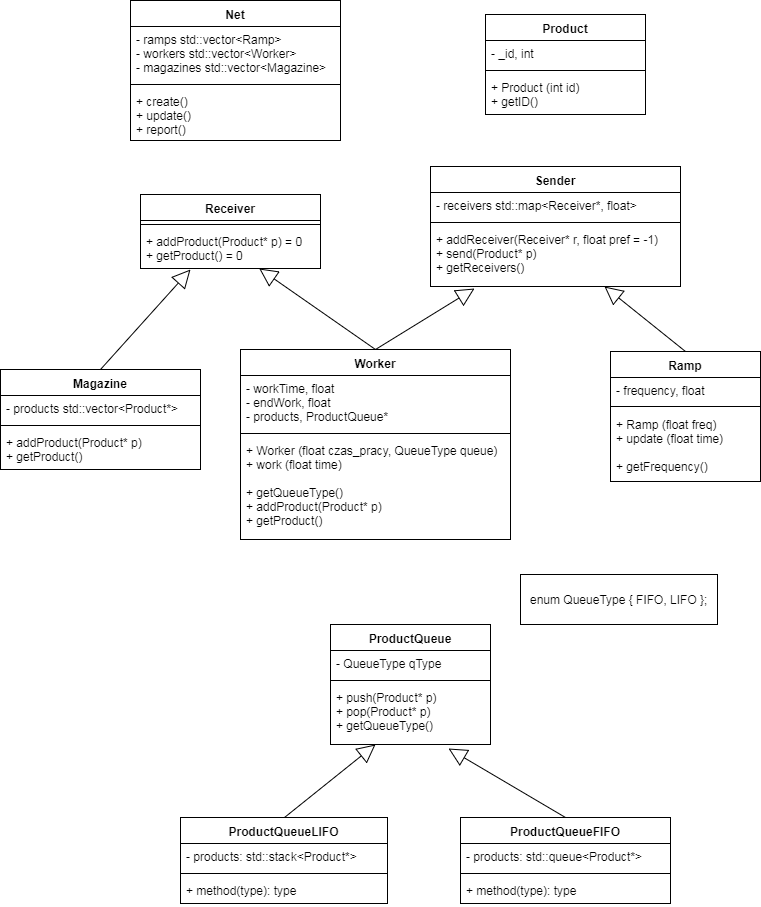 Net
- ramps std::vector<Ramp>
- workers std::vector<Worker>
- magazines std::vector<Magazine>
+ create()
+ update()
+ report()
Product
- _id, int
+ Product (int id)
+ getID()
Receiver
+ addProduct(Product* p) = 0
+ getProduct() = 0
Sender
- receivers std::map<Receiver*, float>
+ addReceiver(Receiver* r, float pref = -1)
+ send(Product* p)
+ getReceivers()
Magazine
- products std::vector<Product*>
+ addProduct(Product* p)
+ getProduct()
Worker
- workTime, float
- endWork, float
- products, ProductQueue*
+ Worker (float czas_pracy, QueueType queue)
+ work (float time)
+ getQueueType()
+ addProduct(Product* p)
+ getProduct()
Ramp
- frequency, float
+ Ramp (float freq)
+ update (float time)
+ getFrequency()
enum QueueType { FIFO, LIFO };
ProductQueue
- QueueType qType
+ push(Product* p)
+ pop(Product* p)
+ getQueueType()
ProductQueueLIFO
- products: std::stack<Product*>
+ method(type): type
ProductQueueFIFO
- products: std::queue<Product*>
+ method(type): type